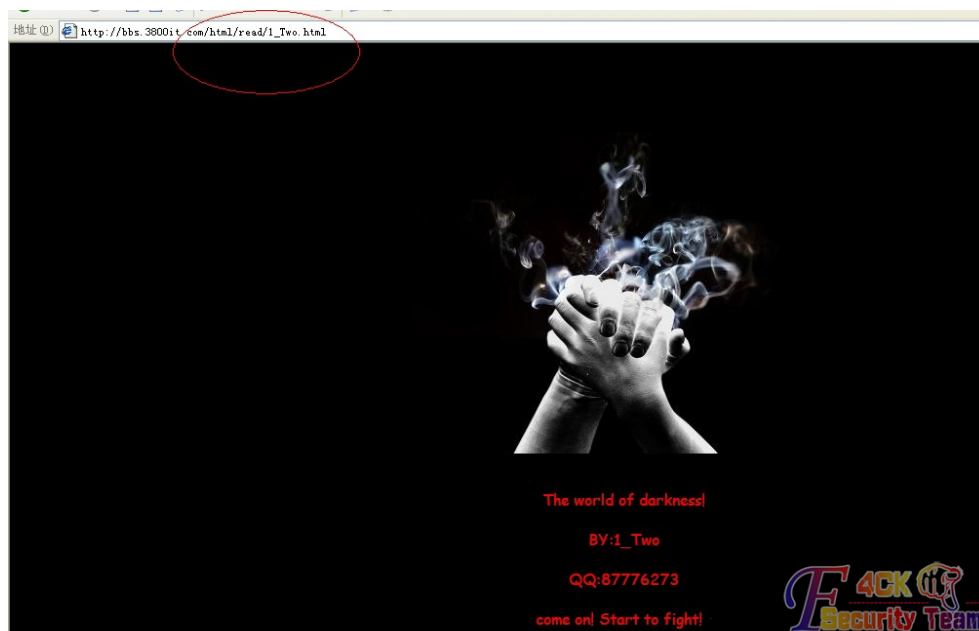 地址(D) http://bbs.3800it.com/html/read/1_Two.html
The world of darkness!
BY:1_Two
QQ:87776273
come on! Start to fight!
F4CK
Security Team